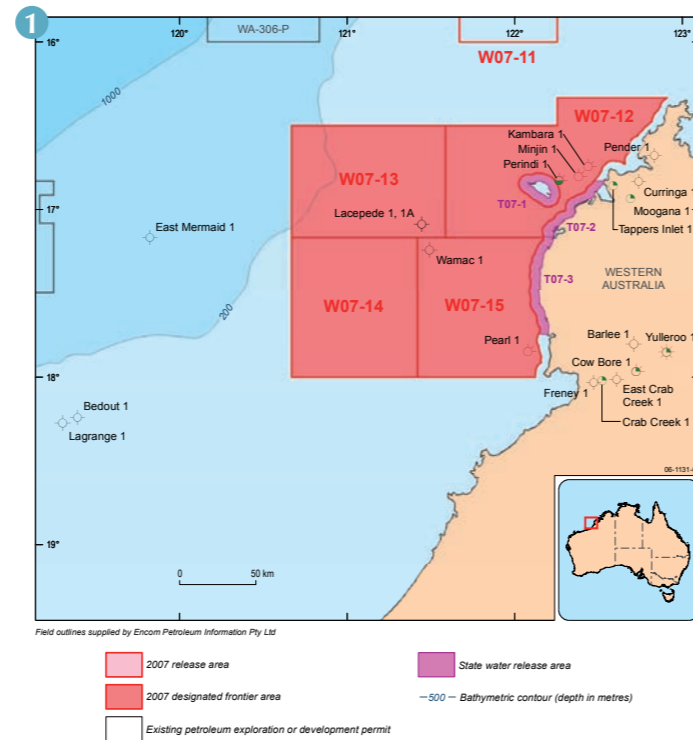 1
120°
121°
122°
123°
16°
WA-306-P
W07-11
1000
W07-12
Kambara 1
Minjin 1
Pender 1
Perindi 1
W07-13
17°
T07-1
Curringa 1
Moogana 1
Lacepede 1, 1A
T07-2
Tappers Inlet 1
East Mermaid 1
Wamac 1
WESTERN
AUSTRALIA
T07-3
W07-14
W07-15
200
Pearl 1
Barlee 1
Yulleroo 1
Cow Bore 1
18°
Freney 1
East Crab
Creek 1
Bedout 1
Crab Creek 1
Lagrange 1
19°
0
50 km
Field outlines supplied by Encom Petroleum Information Pty Ltd
2007 release area
State water release area
2007 designated frontier area
500
Bathymetric contour (depth in metres)
Existing petroleum exploration or development permit